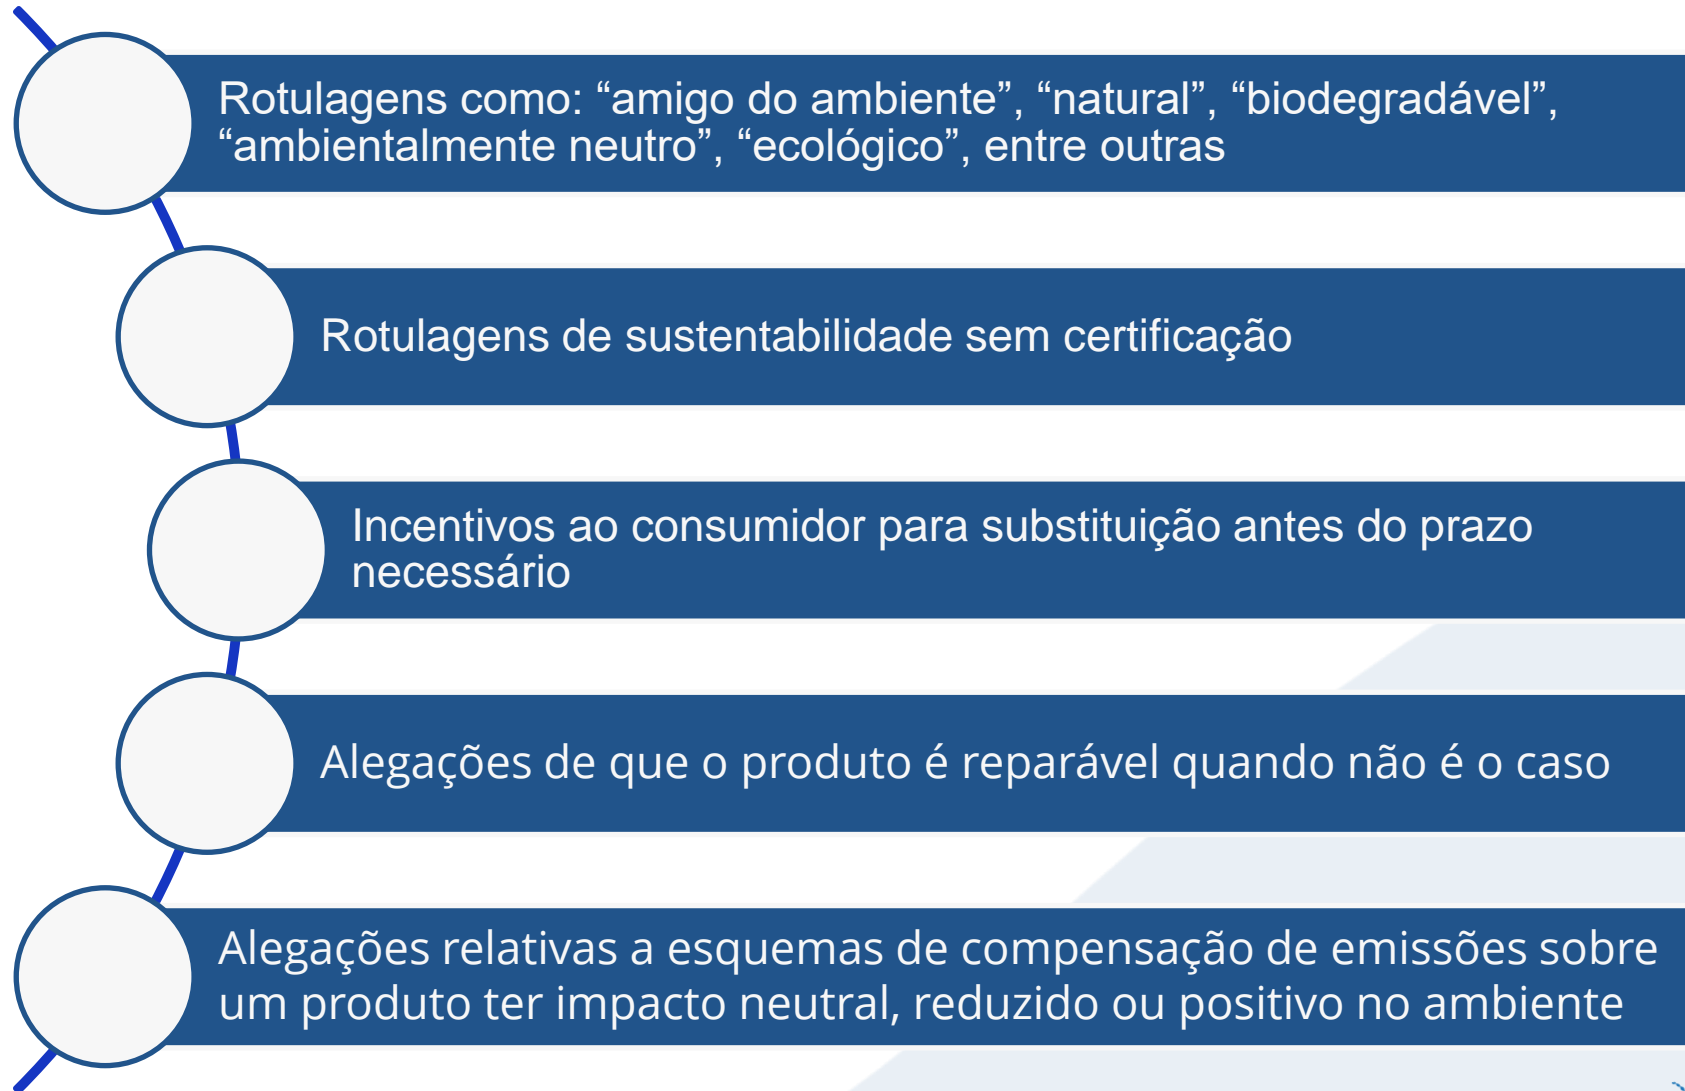 Rotulagens como: “amigo do ambiente”, “natural”, “biodegradável”,
“ambientalmente neutro”, “ecológico”, entre outras
Rotulagens de sustentabilidade sem certificação
Incentivos ao consumidor para substituição antes do prazo
necessário
Alegações de que o produto é reparável quando não é o caso
Alegações relativas a esquemas de compensação de emissões sobre
um produto ter impacto neutral, reduzido ou positivo no ambiente